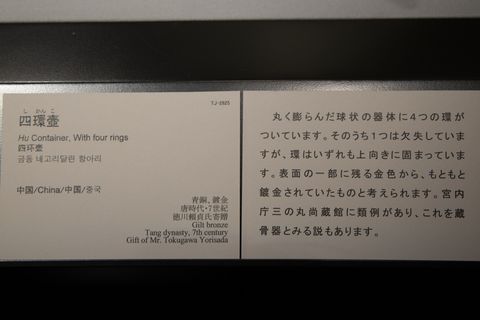 TJ-2825
し かんこ
四環壺
Hu Container, With four rings
四环壶
금동 네고리달린 항아리
中国/China/中国/중국
青銅、鍍金
唐時代・7世紀
徳川頼貞氏寄贈
Gilt bronze
Tang dynasty, 7th century
Gift of Mr. Tokugawa Yorisada
丸く膨らんだ球状の器体に4つの環が
ついています。そのうち1つは欠失していま
すが、環はいずれも上向きに固まっていま
す。表面の一部に残る金色から、もともと
鍍金されていたものと考えられます。宮内
庁三の丸尚蔵館に類例があり、これを蔵
骨器とみる説もあります。